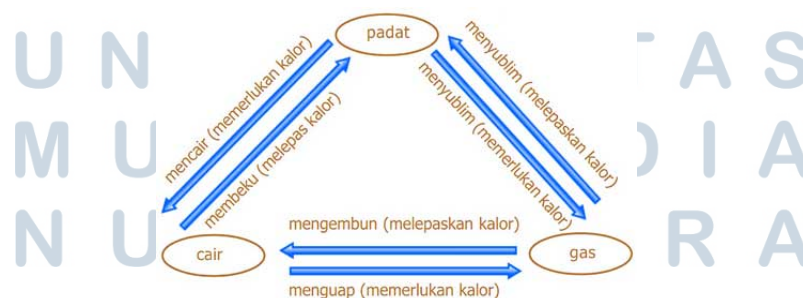 padat
mencair (memerlukan kalor)
membeku (melepas kalor)
menyublim (melepaskan kalor)
menyublim (memerlukan kalor)
mengembun (melepaskan kalor)
cair
gas
menguap (memerlukan kalor)
U N T A S
M U D I A
N U R A